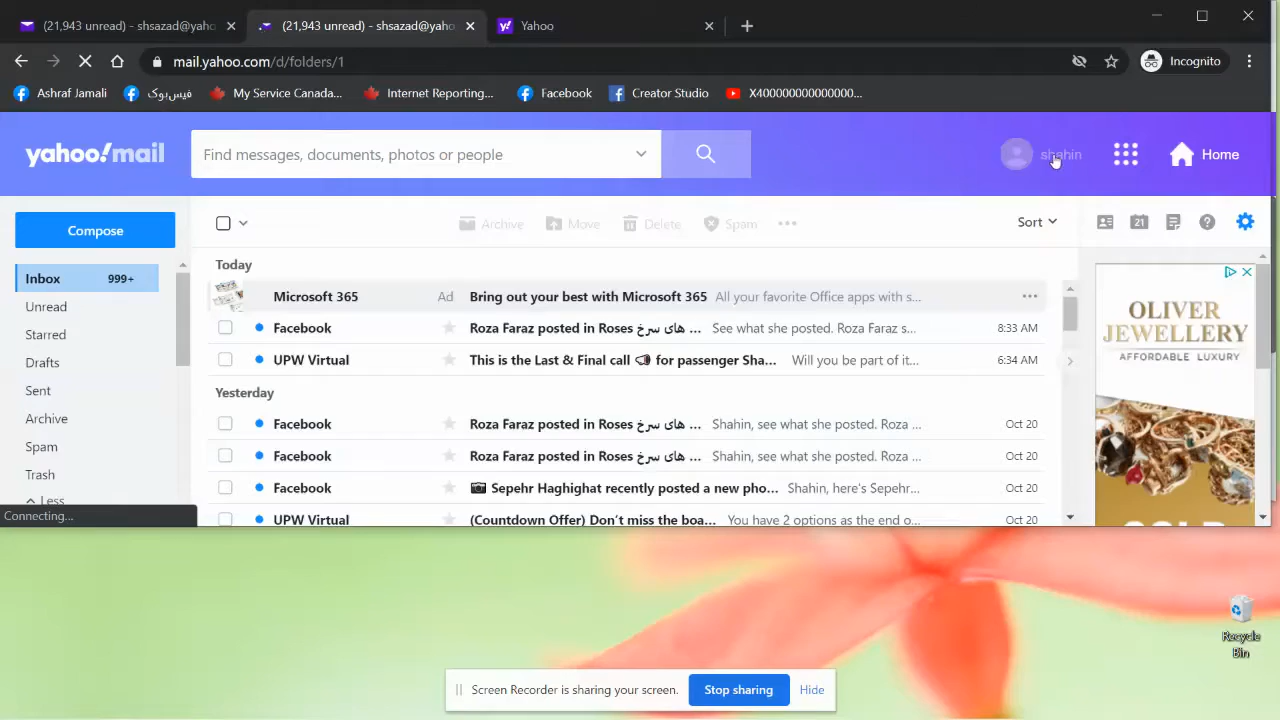 (21,943 unread) - shsazad@yaho
(21,943 unread) - shsazad@yaho
Yahoo
mail.yahoo.com/d/folders/1
Incognito
Ashraf Jamali
فیس‌بوک
My Service Canada...
Internet Reporting...
Facebook
Creator Studio
X400000000000000...
yahoo!mail
Find messages, documents, photos or people
shahin
Home
Compose
Archive
Move
Delete
Spam
Sort
21
Inbox 999+
Unread
Starred
Drafts
Sent
Archive
Spam
Trash
Less
Today
Microsoft 365 Ad Bring out your best with Microsoft 365 All your favorite Office apps with s...
Facebook Roza Faraz posted in Roses های سرخ ... See what she posted. Roza Faraz s... 8:33 AM
UPW Virtual This is the Last & Final call 📣 for passenger Sha... Will you be part of it... 6:34 AM
Yesterday
Facebook Roza Faraz posted in Roses های سرخ ... Shahin, see what she posted. Roza ... Oct 20
Facebook Roza Faraz posted in Roses های سرخ ... Shahin, see what she posted. Roza ... Oct 20
Facebook 📷 Sepehr Haghighat recently posted a new pho... Shahin, here's Sepehr... Oct 20
UPW Virtual (Countdown Offer) Don't miss the boa... You have 2 options as the end o... Oct 20
OLIVER
JEWELLERY
AFFORDABLE LUXURY
GOLD
Connecting...
Recycle
Bin
Screen Recorder is sharing your screen.
Stop sharing
Hide